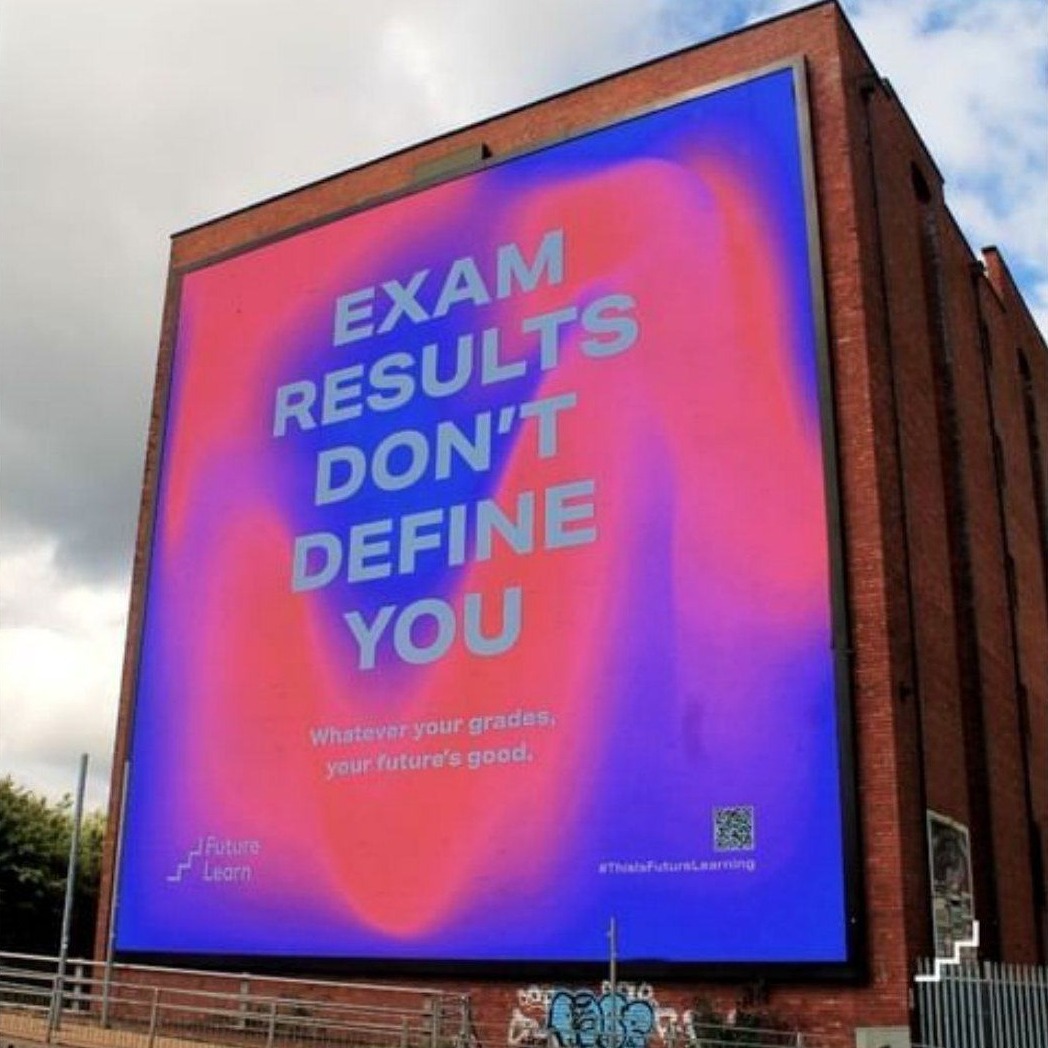 EXAM
RESULTS
DON'T
DEFINE
YOU
Whatever your grades,
your future's good.
Future
Learn
#ThisIsFutureLearning